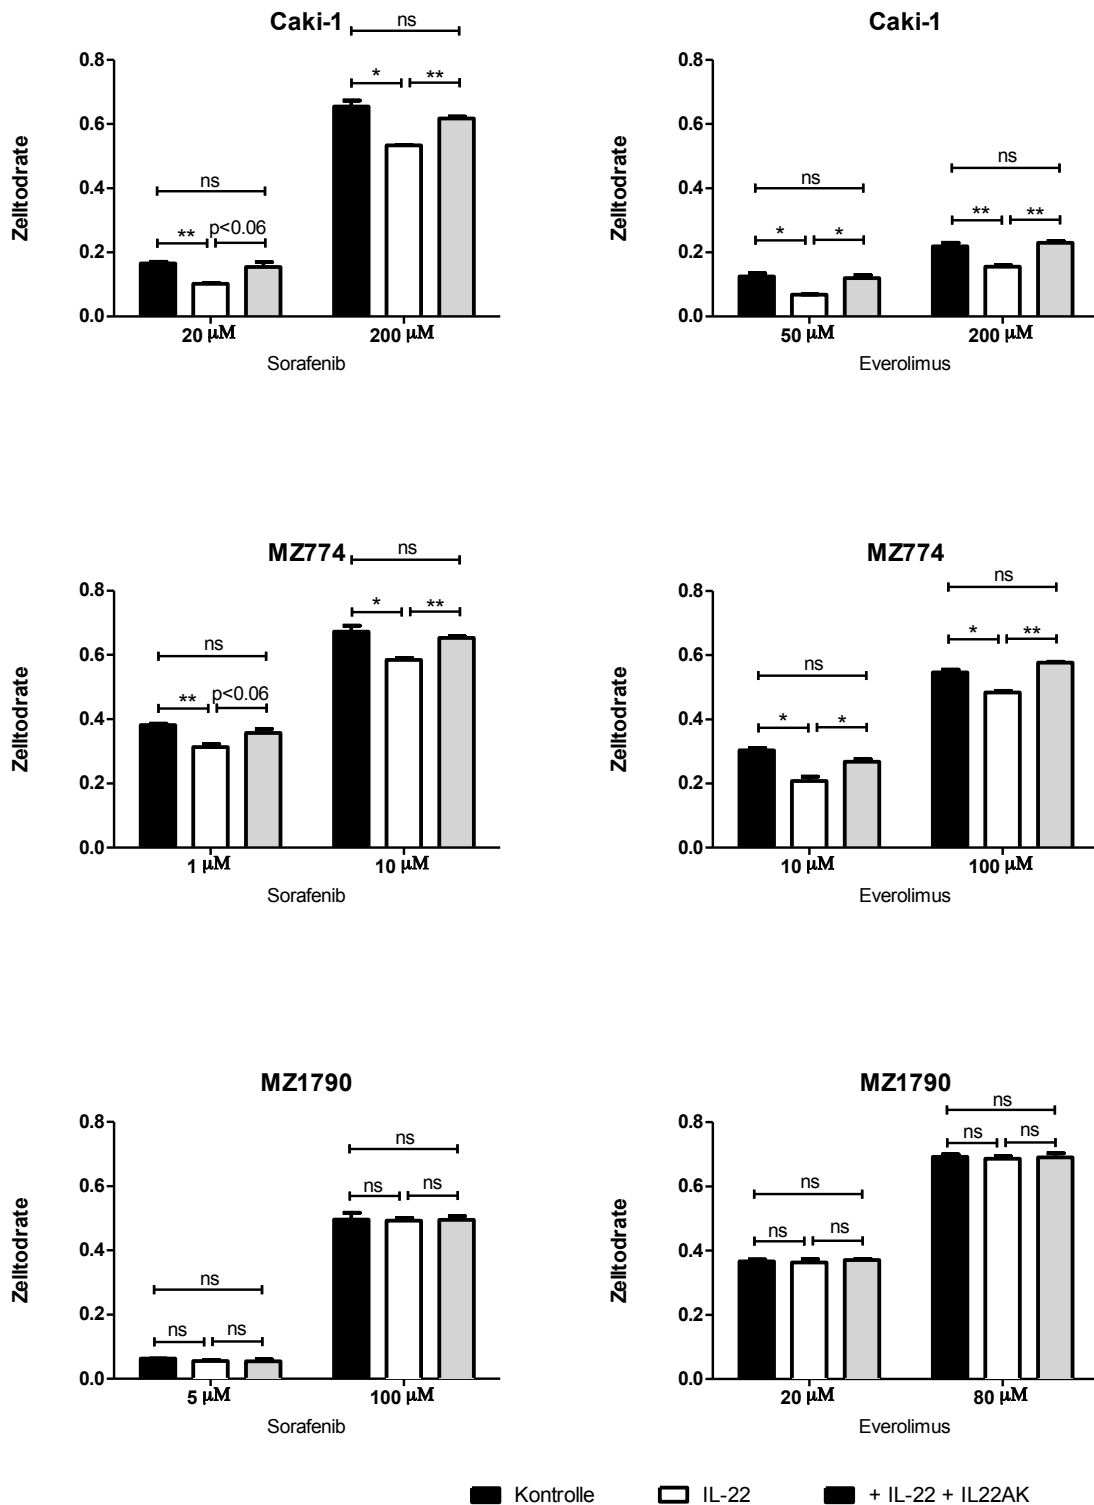 Caki-1
ns
* **
ns
** p<0.06
Zelltodrate
0.8
0.6
0.4
0.2
0.0
20 µM 200 µM
Sorafenib
Caki-1
ns
** **
ns
* *
Zelltodrate
0.8
0.6
0.4
0.2
0.0
50 µM 200 µM
Everolimus
MZ774
ns
* **
ns
** p<0.06
Zelltodrate
0.8
0.6
0.4
0.2
0.0
1 µM 10 µM
Sorafenib
MZ774
ns
* **
ns
* *
Zelltodrate
0.8
0.6
0.4
0.2
0.0
10 µM 100 µM
Everolimus
MZ1790
ns
ns ns
ns
ns ns
Zelltodrate
0.8
0.6
0.4
0.2
0.0
5 µM 100 µM
Sorafenib
MZ1790
ns
ns ns
ns
ns ns
Zelltodrate
0.8
0.6
0.4
0.2
0.0
20 µM 80 µM
Everolimus
Kontrolle IL-22 + IL-22 + IL22AK